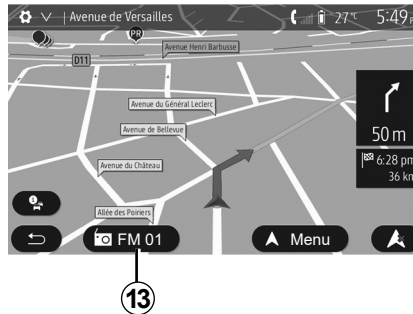 Avenue de Versailles
27 °C
5:49
PR
Avenue Henri Barbusse
D11
Avenue du Général Leclerc
Avenue de Bellevue
50 m
6:28 pm
36 km
Avenue du Château
Allée des Poiriers
FM 01
Menu
13